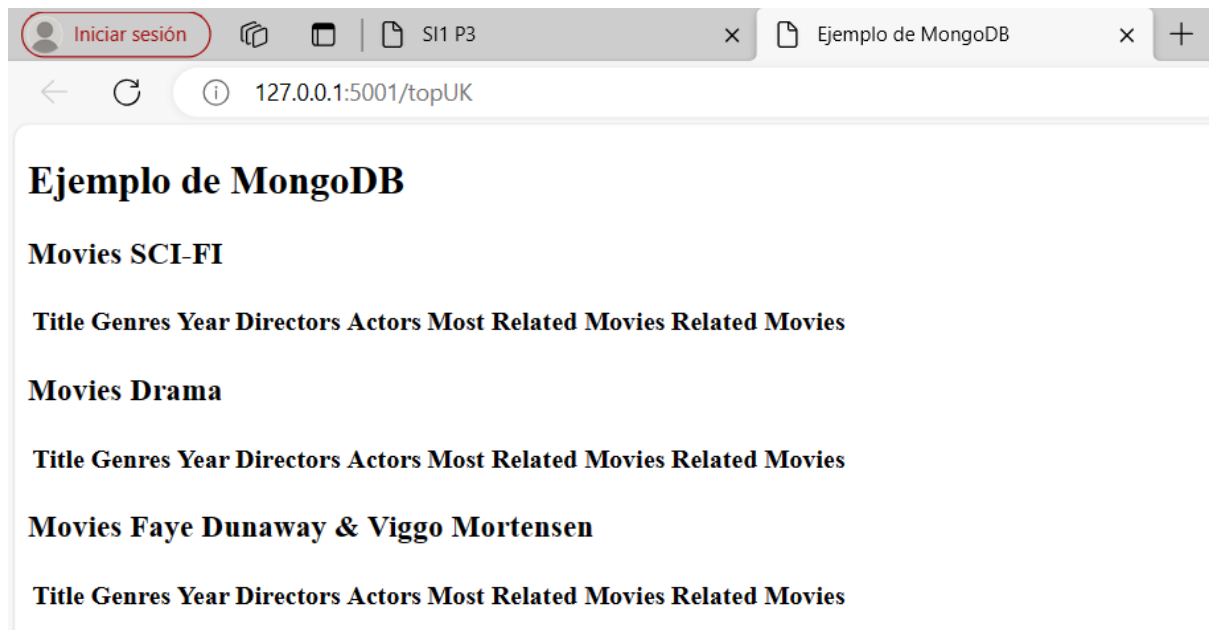 Iniciar sesión
SI1 P3
Ejemplo de MongoDB
127.0.0.1:5001/topUK
Ejemplo de MongoDB
Movies SCI-FI
Title Genres Year Directors Actors Most Related Movies Related Movies
Movies Drama
Title Genres Year Directors Actors Most Related Movies Related Movies
Movies Faye Dunaway & Viggo Mortensen
Title Genres Year Directors Actors Most Related Movies Related Movies